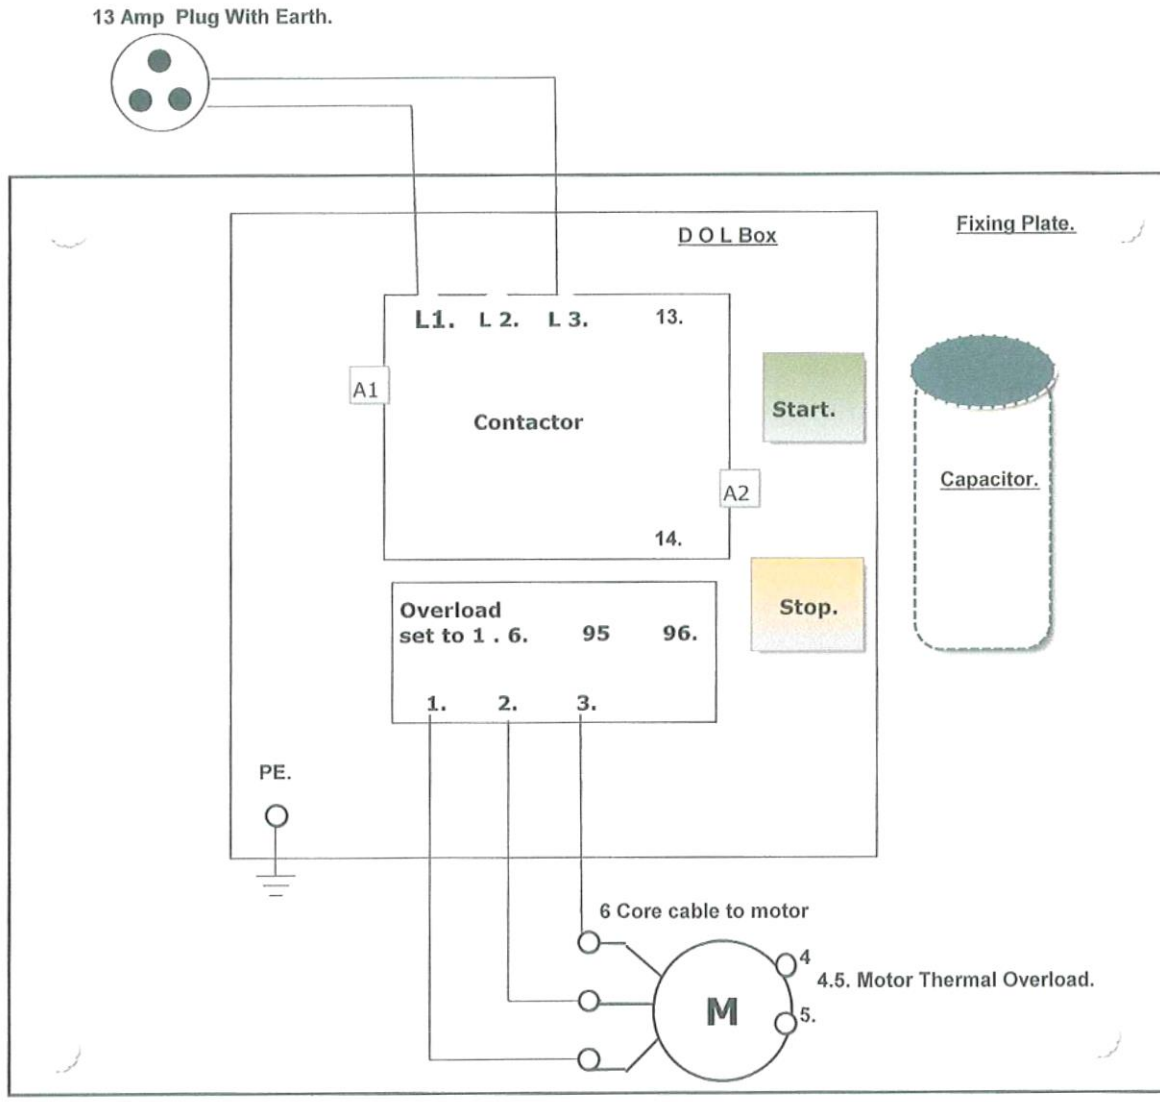 13 Amp Plug With Earth.
D O L Box
Fixing Plate.
L1. L 2. L 3. 13.
A1
Start.
Contactor
Capacitor.
A2
14.
Overload
set to 1 . 6. 95 96.
Stop.
1. 2. 3.
PE.
6 Core cable to motor
4
4.5. Motor Thermal Overload.
M
5.